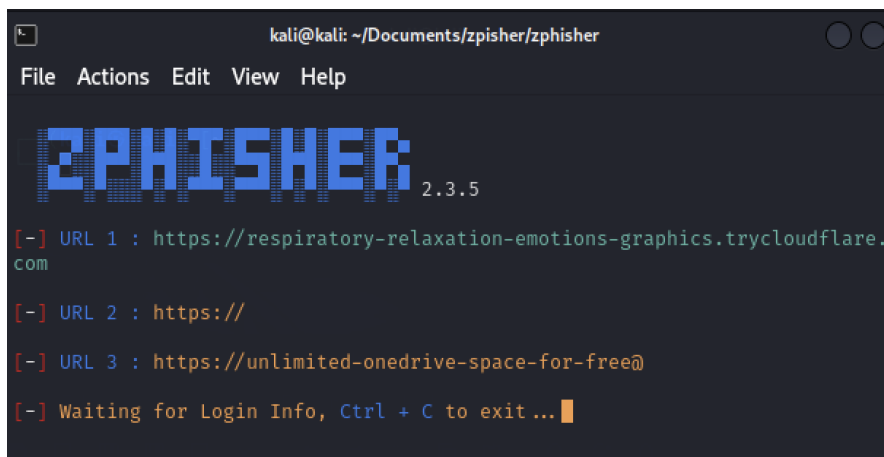 kali@kali: ~/Documents/zpisher/zphisher
File Actions Edit View Help
ZPHISHER
2.3.5
[-] URL 1 : https://respiratory-relaxation-emotions-graphics.trycloudflare.
com
[-] URL 2 : https://
[-] URL 3 : https://unlimited-onedrive-space-for-free@
[-] Waiting for Login Info, Ctrl + C to exit...